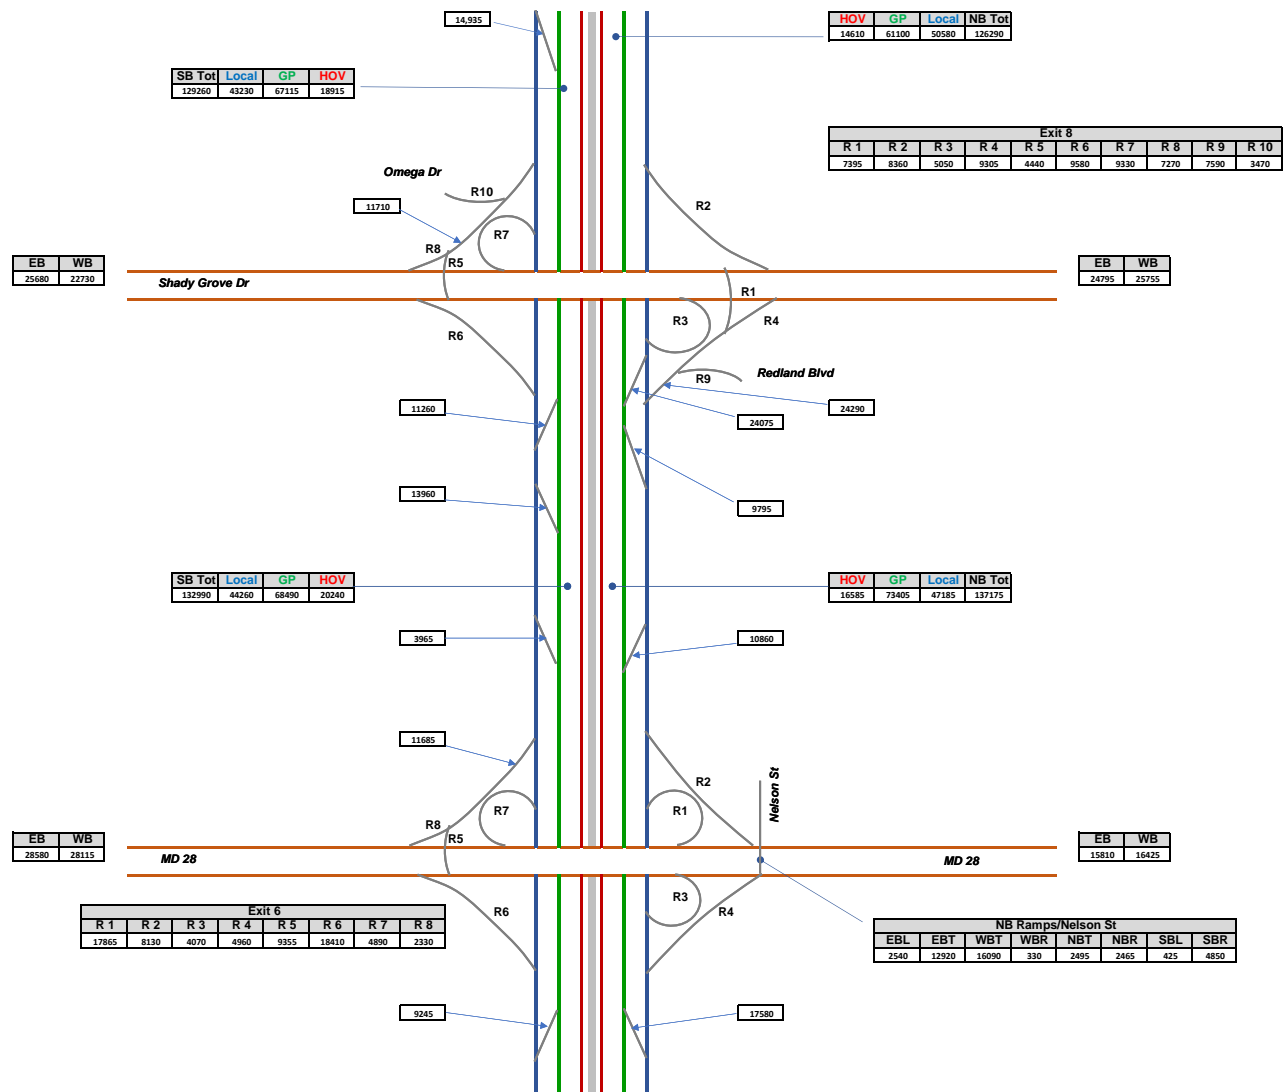 14,935
HOV GP Local NB Tot
14610 61100 50580 126290
SB Tot Local GP HOV
129260 43230 67115 18915
Exit 8
R 1 R 2 R 3 R 4 R 5 R 6 R 7 R 8 R 9 R 10
7395 8360 5050 9305 4440 9580 9330 7270 7590 3470
Omega Dr
R10
11710
R2
R7
R8
R5
EB WB
25680 22730
Shady Grove Dr
EB WB
24795 25755
R1
R3
R4
R6
R9
Redland Blvd
11260
24290
24075
13960
9795
SB Tot Local GP HOV
132990 44260 68490 20240
HOV GP Local NB Tot
16585 73405 47185 137175
3965
10860
11685
R2
Nelson St
R7
R1
R8
R5
EB WB
28580 28115
MD 28
MD 28
EB WB
15810 16425
R3
R4
R6
Exit 6
R 1 R 2 R 3 R 4 R 5 R 6 R 7 R 8
17865 8130 4070 4960 9355 18410 4890 2330
NB Ramps/Nelson St
EBL EBT WBT WBR NBT NBR SBL SBR
2540 12920 16090 330 2495 2465 425 4850
9245
17580